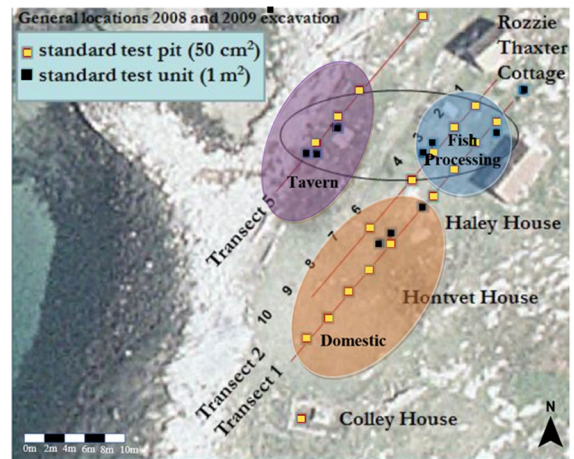 General locations 2008 and 2009 excavation
standard test pit (50 cm²)
standard test unit (1 m²)
Rozzie
Thaxter
Cottage
1
2
3
4
Fish
Processing
Tavern
Transect 5
6
7
8
9
10
Haley House
Hontvet House
Domestic
Transect 2
Transect 1
Colley House
N
0m 2m 4m 6m 8m 10m